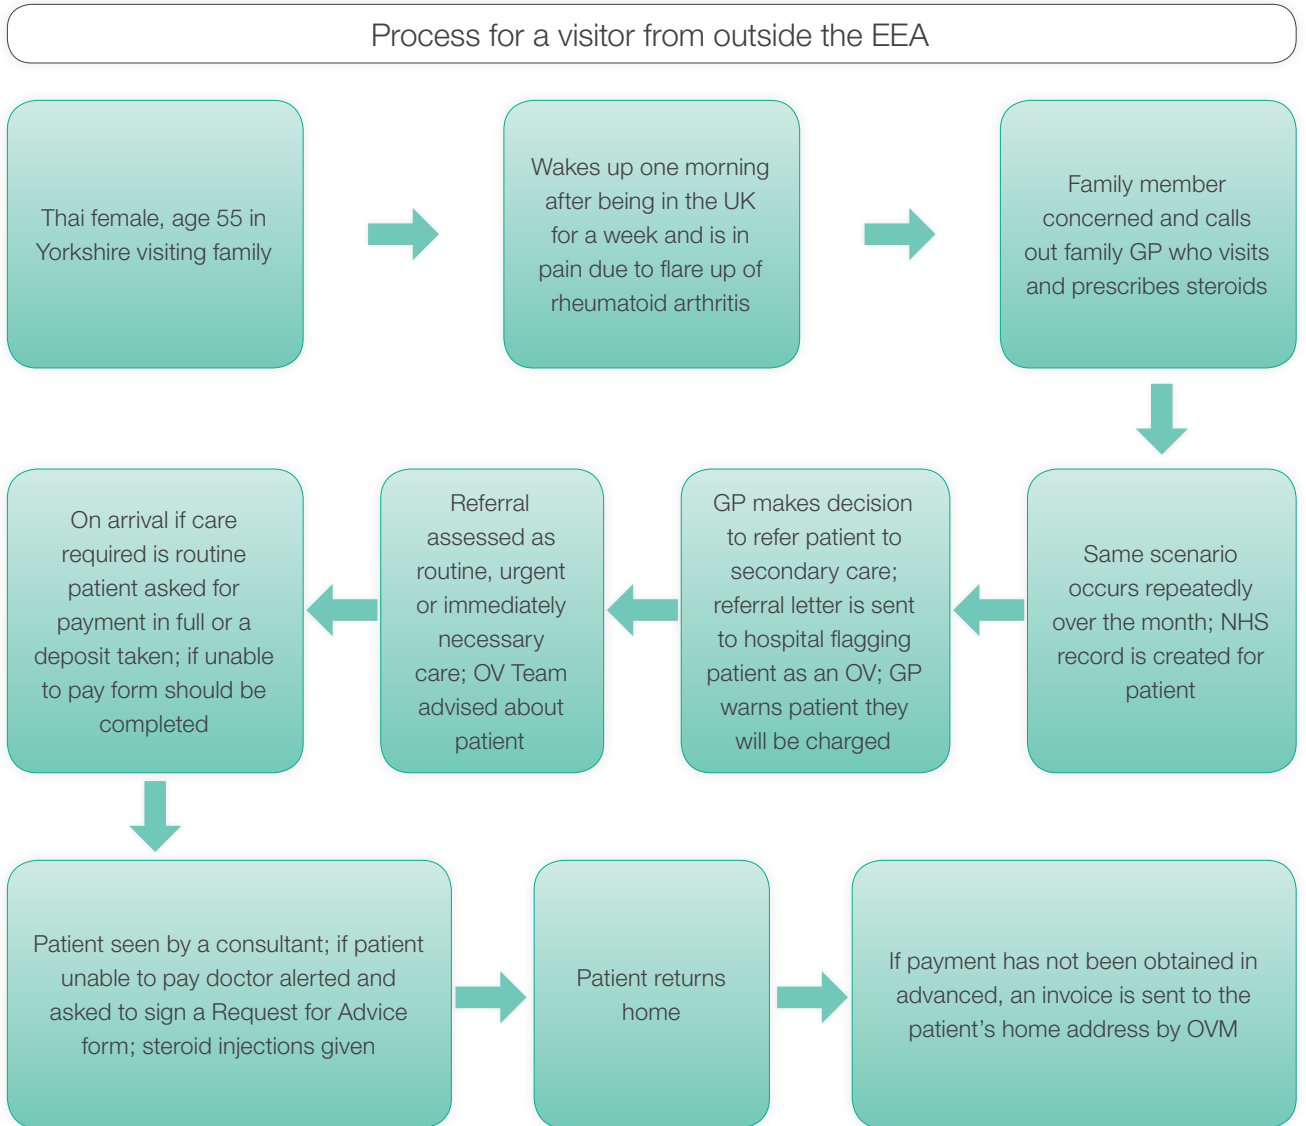 Process for a visitor from outside the EEA
Thai female, age 55 in
Yorkshire visiting family
Wakes up one morning
after being in the UK
for a week and is in
pain due to flare up of
rheumatoid arthritis
Family member
concerned and calls
out family GP who visits
and prescribes steroids
Same scenario
occurs repeatedly
over the month; NHS
record is created for
patient
GP makes decision
to refer patient to
secondary care;
referral letter is sent
to hospital flagging
patient as an OV; GP
warns patient they
will be charged
Referral
assessed as
routine, urgent
or immediately
necessary
care; OV Team
advised about
patient
On arrival if care
required is routine
patient asked for
payment in full or a
deposit taken; if unable
to pay form should be
completed
Patient seen by a consultant; if patient
unable to pay doctor alerted and
asked to sign a Request for Advice
form; steroid injections given
Patient returns
home
If payment has not been obtained in
advanced, an invoice is sent to the
patient’s home address by OVM